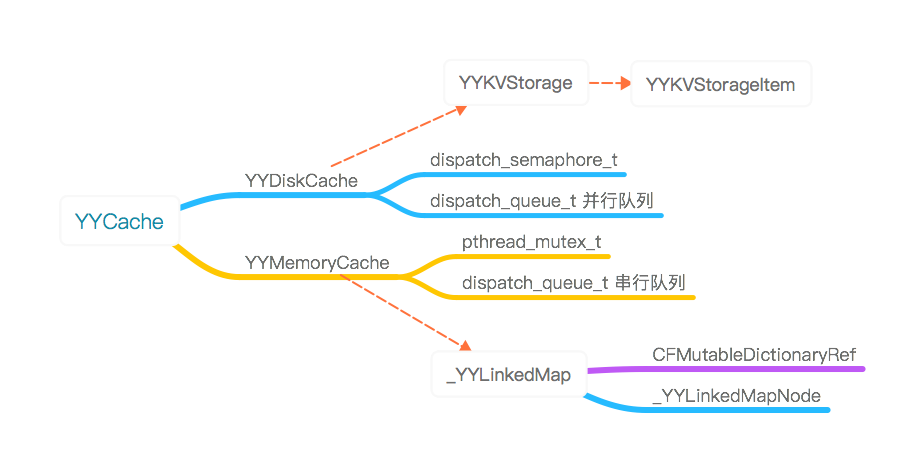 YYKVStorage
YYKVStorageItem
dispatch_semaphore_t
YYDiskCache
dispatch_queue_t 并行队列
YYCache
pthread_mutex_t
YYMemoryCache
dispatch_queue_t 串行队列
CFMutableDictionaryRef
_YYLinkedMap
_YYLinkedMapNode